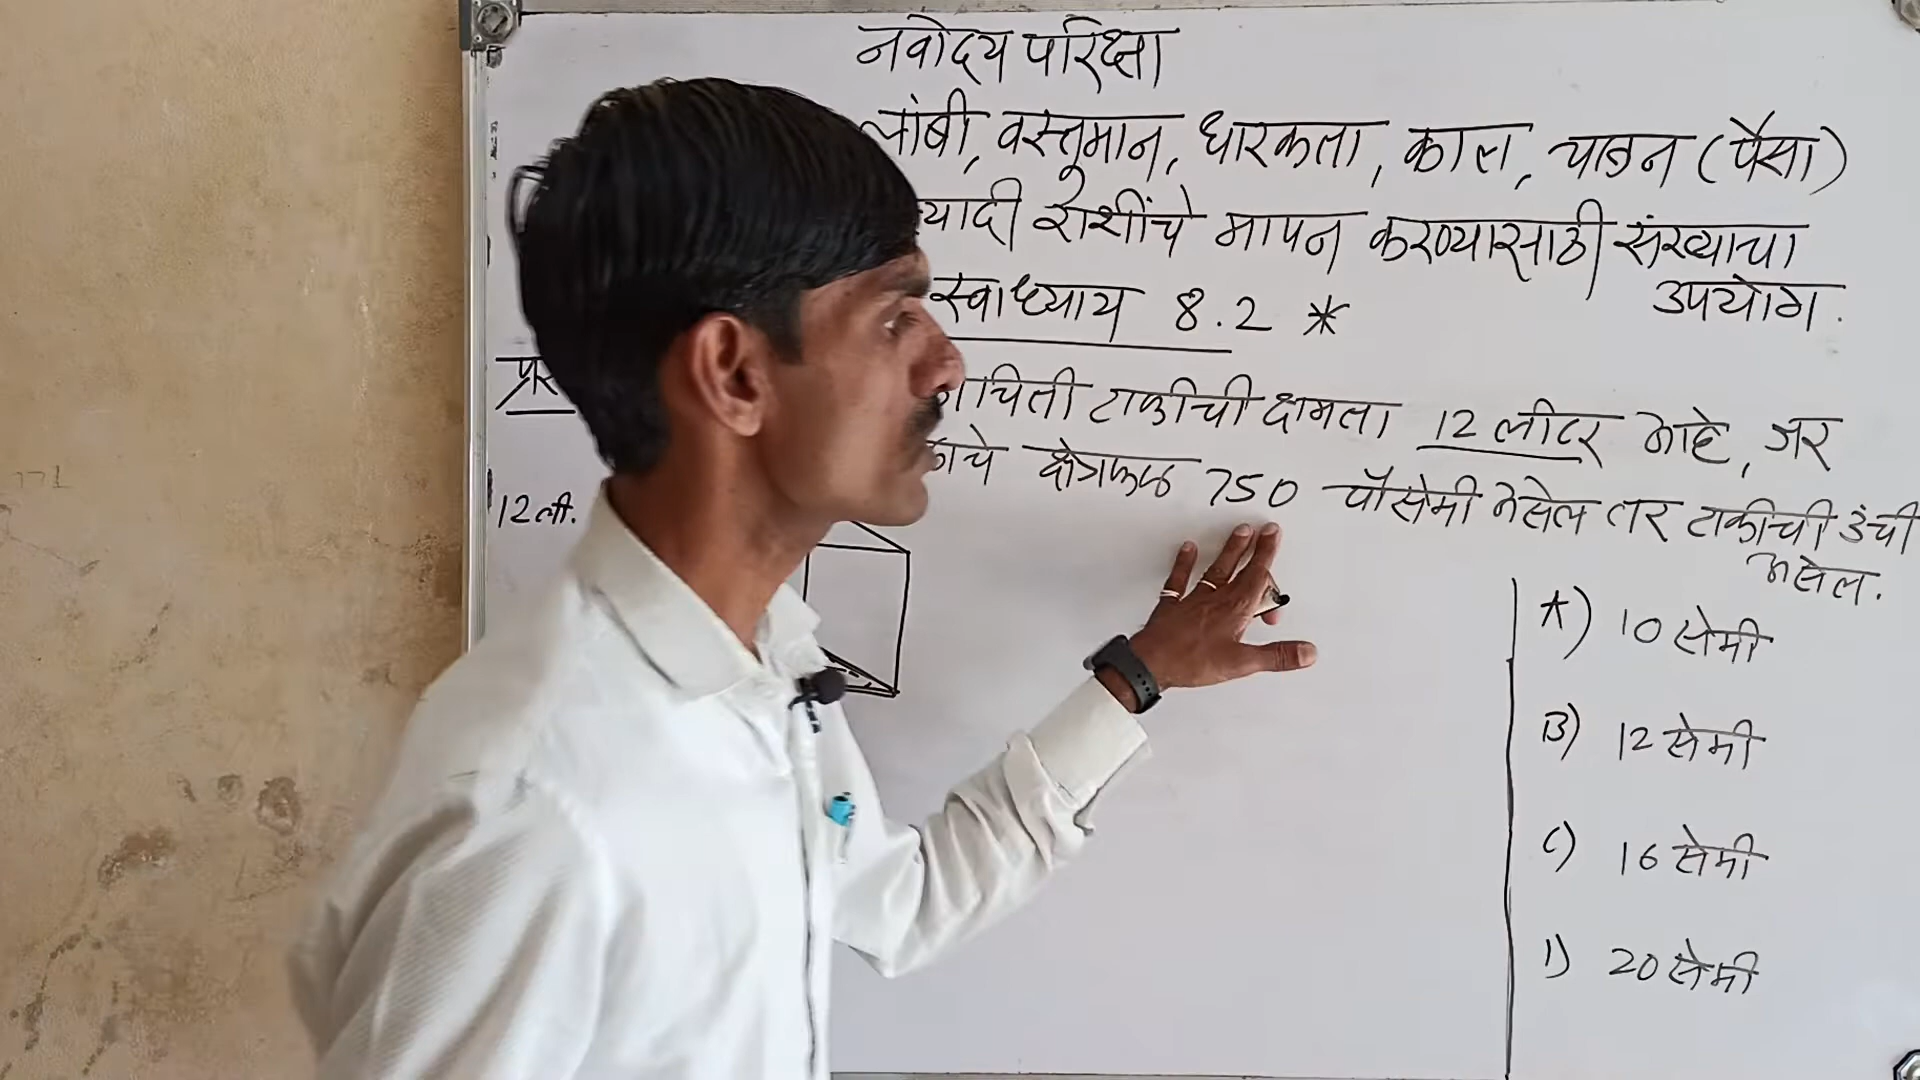 नवोदय परिक्षा
लांबी, वस्तूमान, धारकता, काल, चलन (पैसा)
यादी राशींचे मापन करण्यासाठी संख्याचा
उपयोग.
स्वाध्याय 8.2 *
चिती टाकीची क्षमता 12 लीटर आहे, जर
चे क्षेत्रफळ 750 चौसेमी असेल तर टाकीची उंची
असेल.
12 ली.
A) 10 सेमी
B) 12 सेमी
C) 16 सेमी
D) 20 सेमी